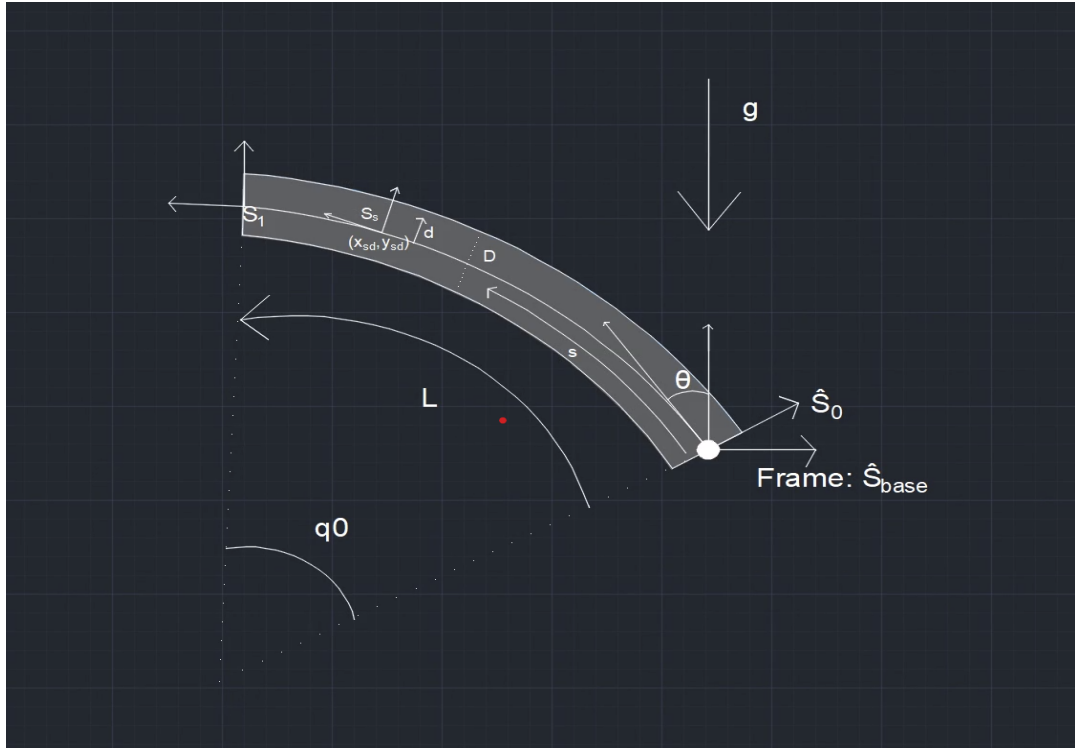 g
S₁
Sₛ
d
(xₛd,yₛd)
D
s
θ
L
Ŝ₀
Frame: Ŝbase
q0